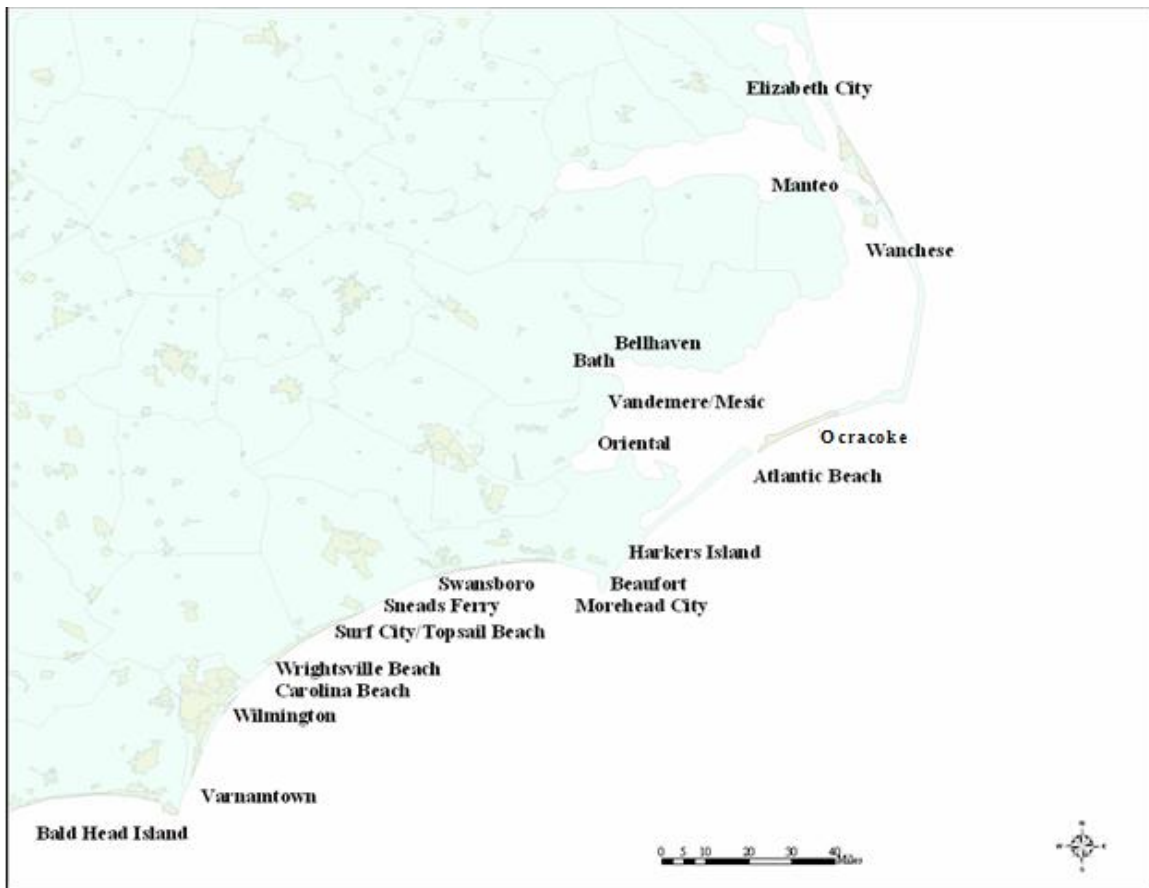 Elizabeth City
Manteo
Wanchese
Bellhaven
Bath
Vandemere/Mesic
Ocracoke
Oriental
Atlantic Beach
Harkers Island
Swansboro
Beaufort
Sneads Ferry
Morehead City
Surf City/Topsail Beach
Wrightsville Beach
Carolina Beach
Wilmington
Varnamtown
Bald Head Island
0 5 10 20 30 40
Miles
N
W E
S